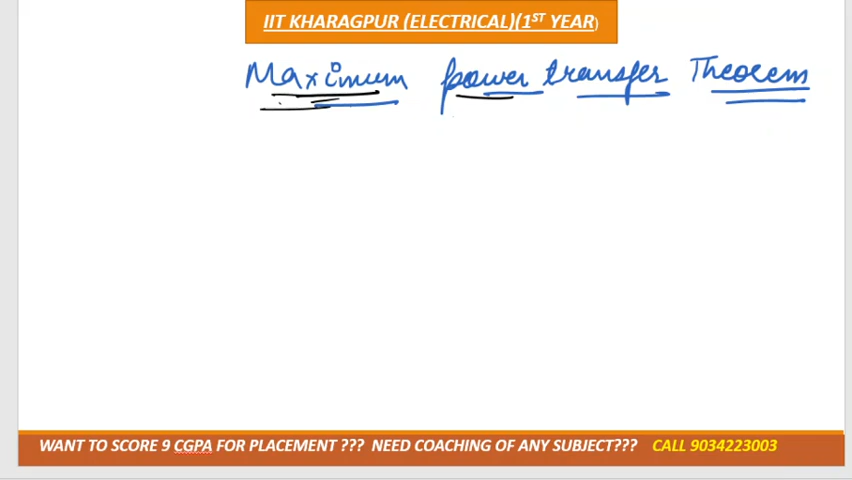 IIT KHARAGPUR (ELECTRICAL)(1ST YEAR)
Maximum power transfer Theorem
WANT TO SCORE 9 CGPA FOR PLACEMENT ??? NEED COACHING OF ANY SUBJECT??? CALL 9034223003